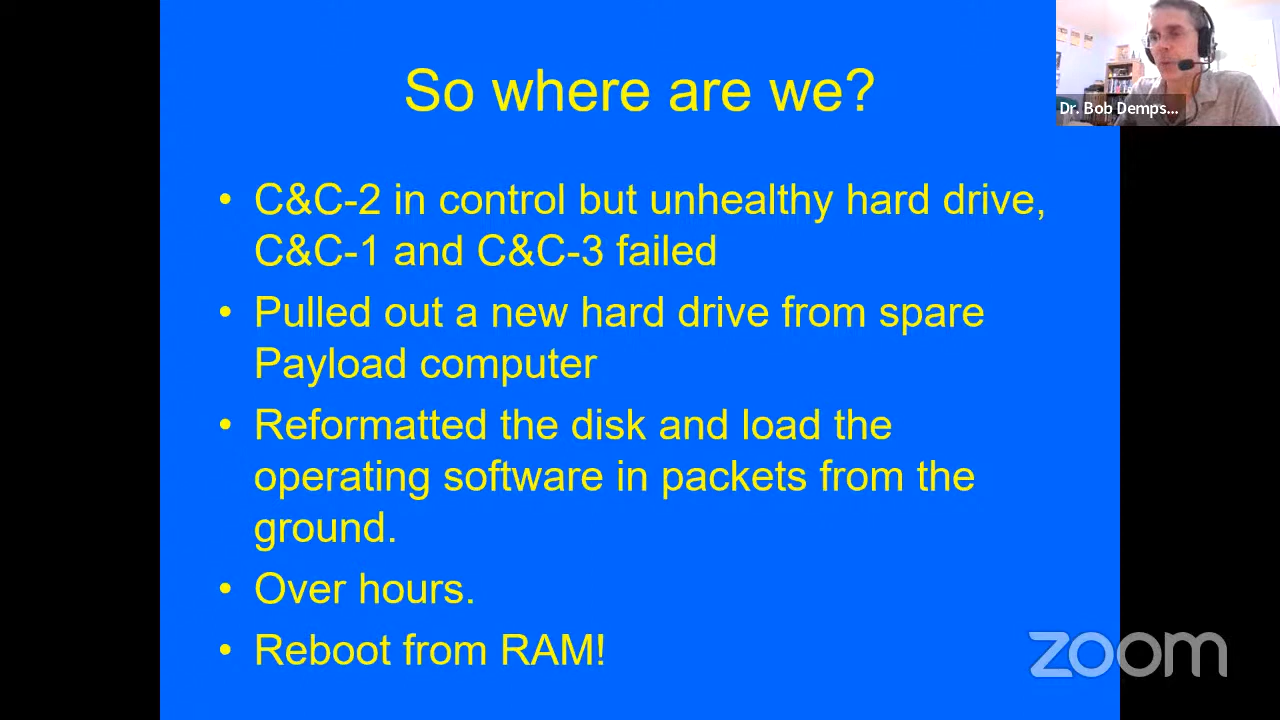 So where are we?
• C&C-2 in control but unhealthy hard drive,
C&C-1 and C&C-3 failed
• Pulled out a new hard drive from spare
Payload computer
• Reformatted the disk and load the
operating software in packets from the
ground.
• Over hours.
• Reboot from RAM!
Dr. Bob Demps...
zoom